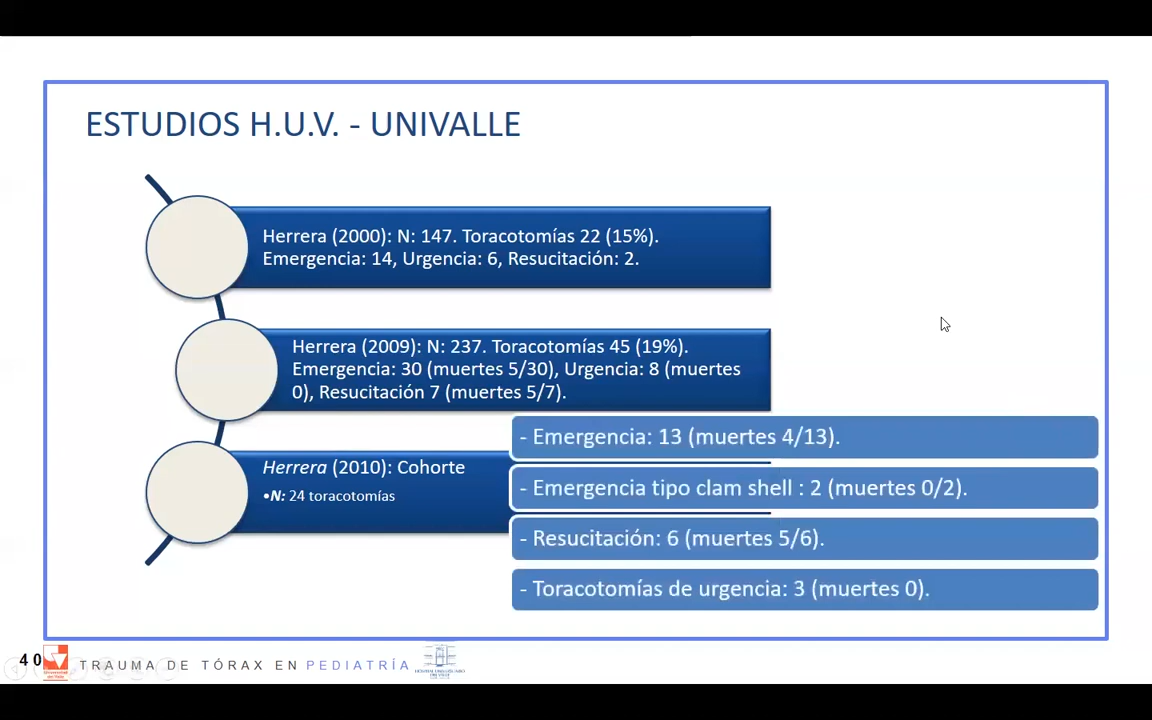 ESTUDIOS H.U.V. - UNIVALLE
Herrera (2000): N: 147. Toracotomías 22 (15%).
Emergencia: 14, Urgencia: 6, Resucitación: 2.
Herrera (2009): N: 237. Toracotomías 45 (19%).
Emergencia: 30 (muertes 5/30), Urgencia: 8 (muertes
0), Resucitación 7 (muertes 5/7).
Herrera (2010): Cohorte
•N: 24 toracotomías
- Emergencia: 13 (muertes 4/13).
- Emergencia tipo clam shell : 2 (muertes 0/2).
- Resucitación: 6 (muertes 5/6).
- Toracotomías de urgencia: 3 (muertes 0).
40
TRAUMA DE TÓRAX EN PEDIATRÍA